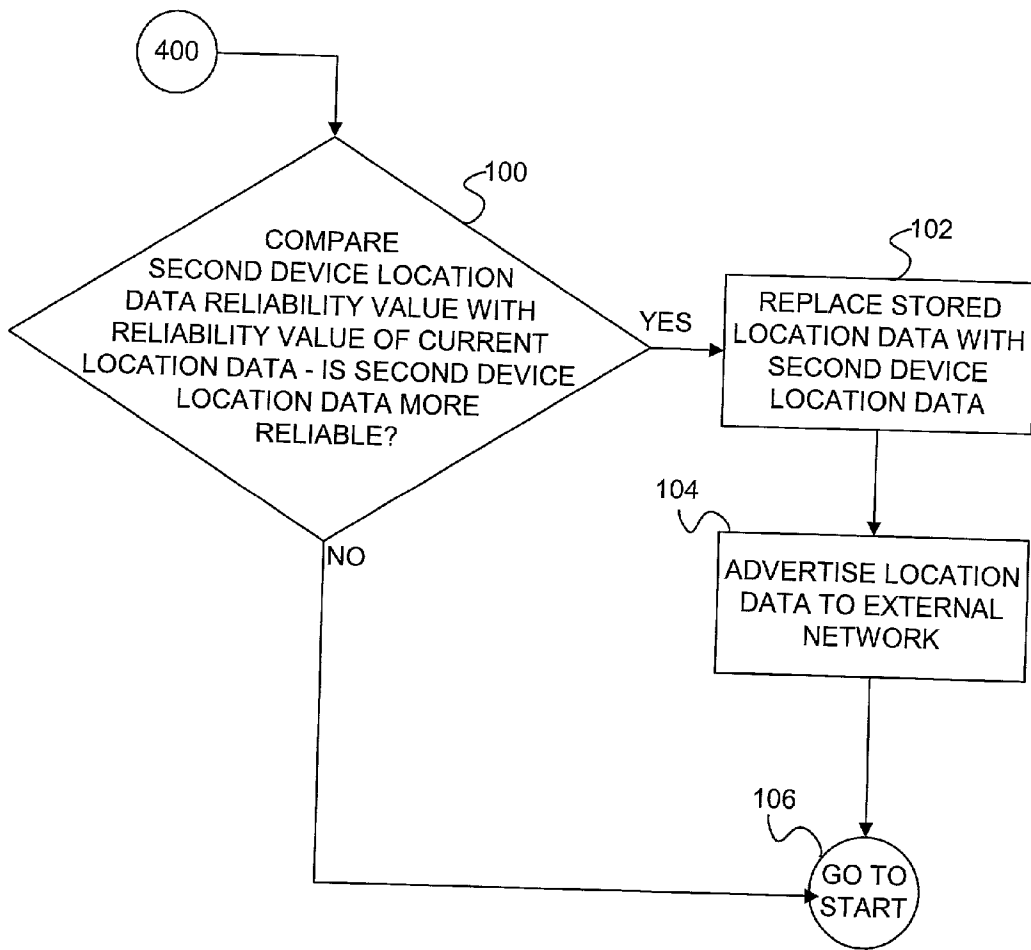 400
100
COMPARE
SECOND DEVICE LOCATION
DATA RELIABILITY VALUE WITH
RELIABILITY VALUE OF CURRENT
LOCATION DATA - IS SECOND DEVICE
LOCATION DATA MORE
RELIABLE?
YES
NO
102
REPLACE STORED
LOCATION DATA WITH
SECOND DEVICE
LOCATION DATA
104
ADVERTISE LOCATION
DATA TO EXTERNAL
NETWORK
106
GO TO
START